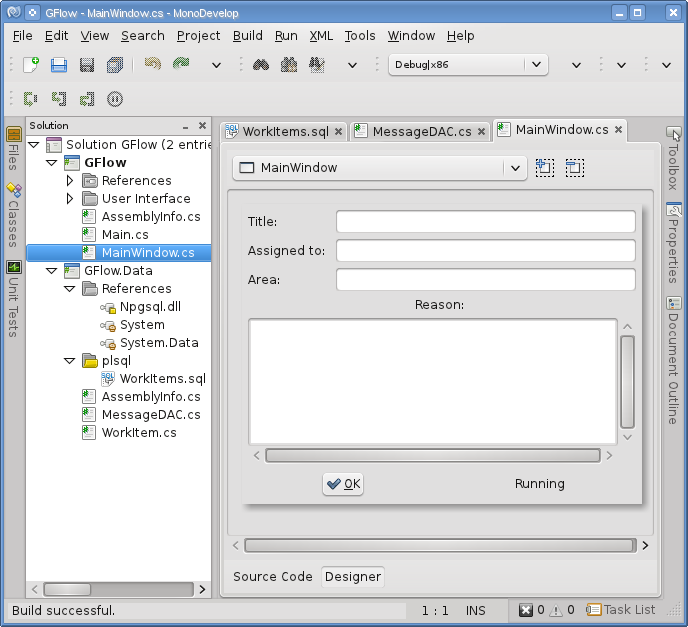 GFlow - MainWindow.cs - MonoDevelop
File Edit View Search Project Build Run XML Tools Window Help
Debug|x86
Solution
WorkItems.sql
MessageDAC.cs
MainWindow.cs
Files
Classes
Unit Tests
Solution GFlow (2 entrie
GFlow
References
User Interface
AssemblyInfo.cs
Main.cs
MainWindow.cs
GFlow.Data
References
Npgsql.dll
System
System.Data
plsql
WorkItems.sql
AssemblyInfo.cs
MessageDAC.cs
WorkItem.cs
MainWindow
Title:
Assigned to:
Area:
Reason:
OK
Running
Source Code Designer
Toolbox
Properties
Document Outline
Build successful.
1 : 1
INS
0
0
Task List